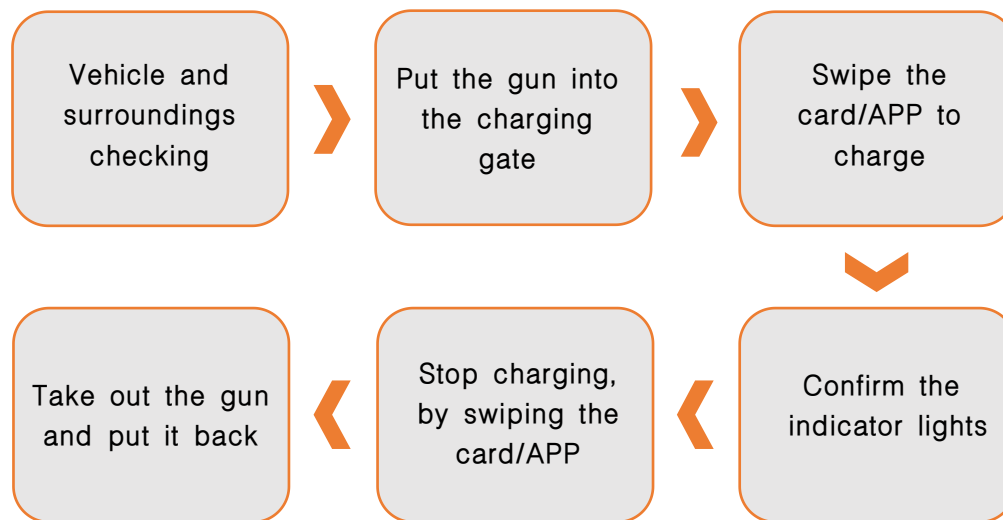 Vehicle and
surroundings
checking
Put the gun into
the charging
gate
Swipe the
card/APP to
charge
Confirm the
indicator lights
Stop charging,
by swiping the
card/APP
Take out the gun
and put it back